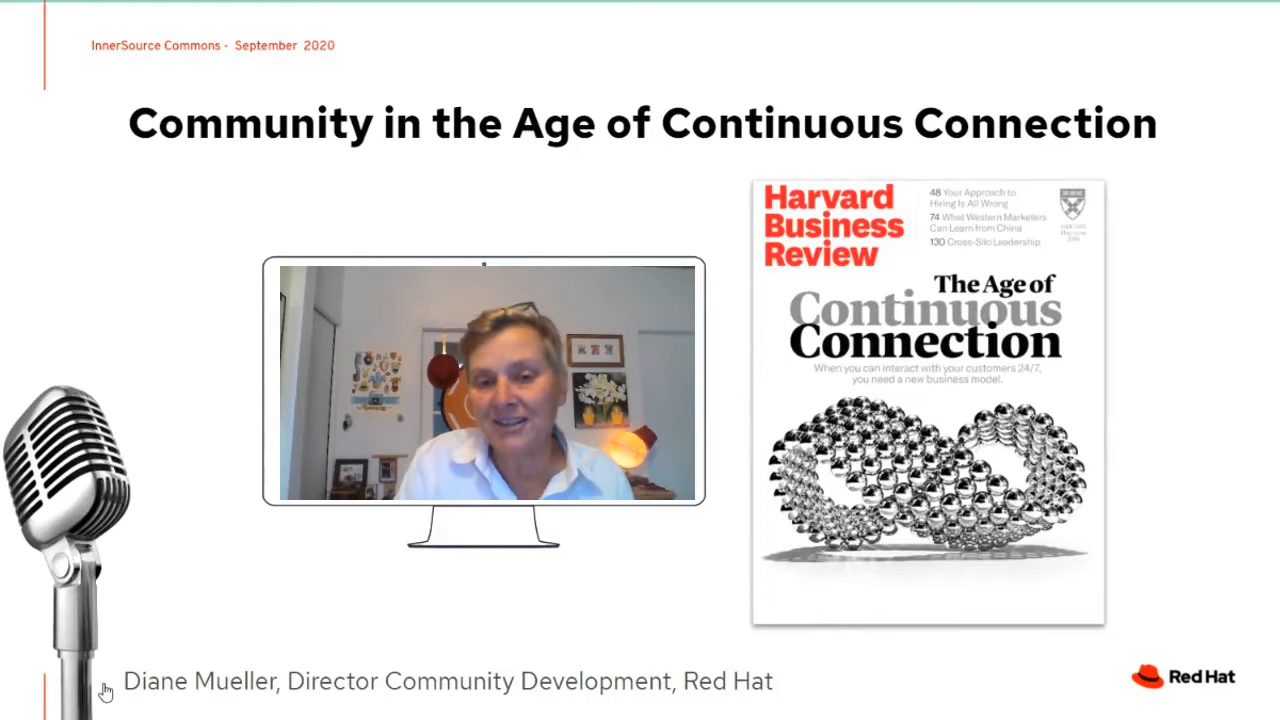 InnerSource Commons - September 2020
Community in the Age of Continuous Connection
Harvard
Business
Review
48 Your Approach to
Hiring Is All Wrong
74 What Western Marketers
Can Learn from China
130 Cross-Silo Leadership
The Age of
Continuous
Connection
When you can interact with your customers 24/7,
you need a new business model.
Diane Mueller, Director Community Development, Red Hat
Red Hat